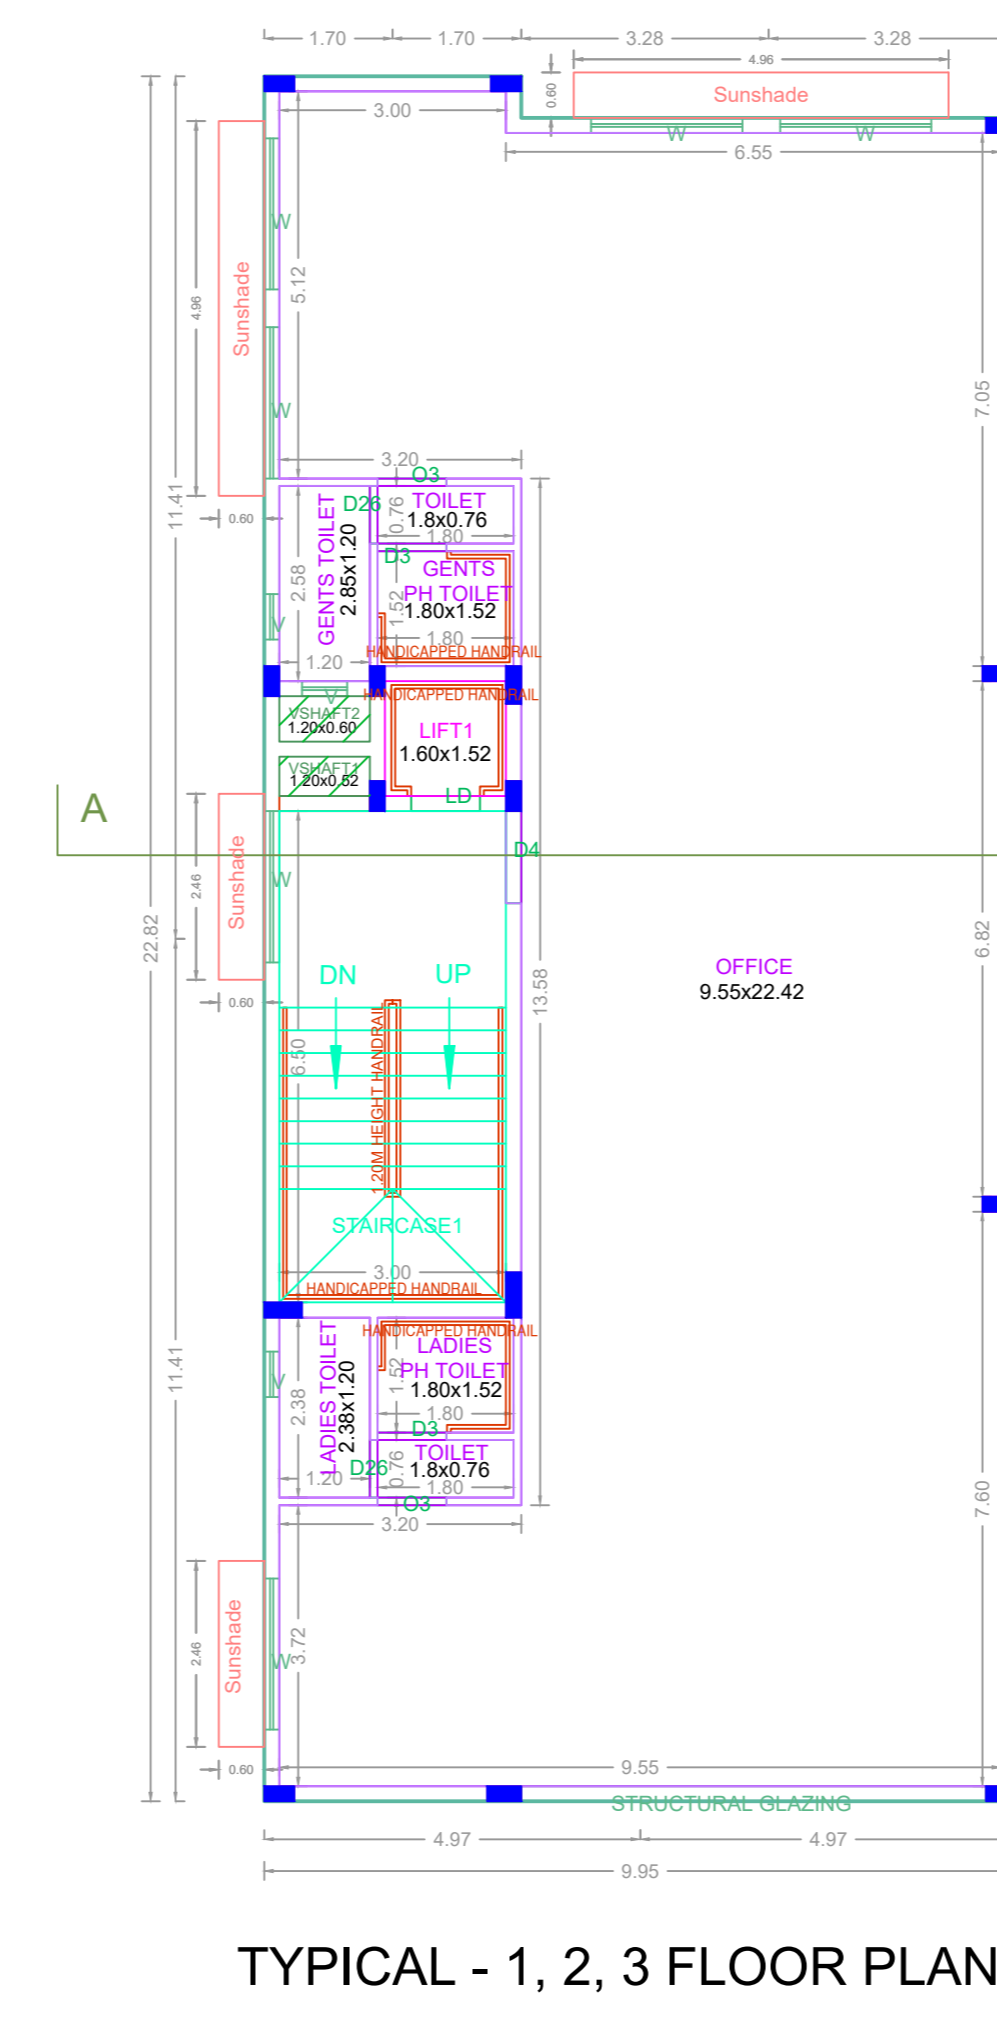 1.70
1.70
3.28
3.28
4.96
0.60
Sunshade
3.00
W
W
6.55
W
5.12
4.96
Sunshade
W
7.05
11.41
3.20
O3
0.60
D26
GENTS TOILET
2.85x1.20
0.76
TOILET
1.8x0.76
1.80
D3
2.58
GENTS
PH TOILET
1.80x1.52
1.52
V
1.80
HANDICAPPED HANDRAIL
1.20
V
HANDICAPPED HANDRAIL
VSHAFT2
1.20x0.60
LIFT1
1.60x1.52
VSHAFT1
1.20x0.52
LD
A
D4
Sunshade
2.46
W
22.82
6.82
OFFICE
9.55x22.42
DN
UP
0.60
13.58
6.50
1.20M HEIGHT HANDRAIL
STAIRCASE1
3.00
HANDICAPPED HANDRAIL
HANDICAPPED HANDRAIL
LADIES TOILET
2.38x1.20
LADIES
PH TOILET
1.80x1.52
1.52
11.41
V
2.38
1.80
D3
TOILET
1.8x0.76
0.76
D26
1.20
1.80
O3
3.20
7.60
Sunshade
2.46
W
3.72
0.60
9.55
STRUCTURAL GLAZING
4.97
4.97
9.95
TYPICAL - 1, 2, 3 FLOOR PLAN